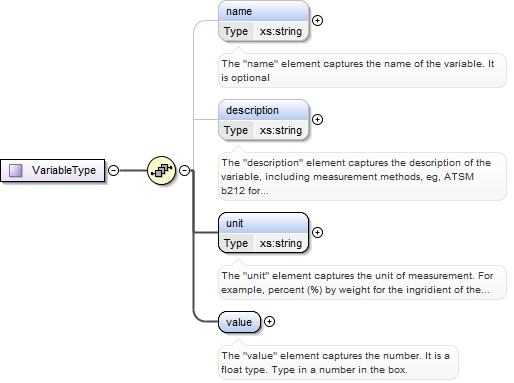 name
Type xs:string
The "name" element captures the name of the variable. It
is optional
description
Type xs:string
The "description" element captures the description of the
variable, including measurement methods, eg, ATSM
b212 for...
VariableType
unit
Type xs:string
The "unit" element captures the unit of measurement. For
example, percent (%) by weight for the ingridient of the...
value
The "value" element captures the number. It is a
float type. Type in a number in the box.